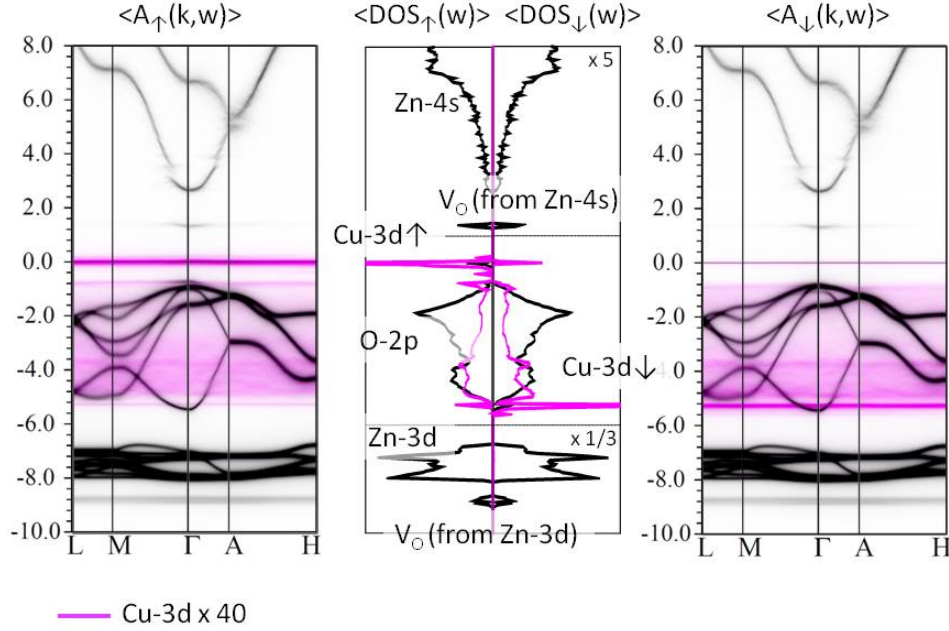 <A↑(k,w)> <DOS↑(w)> <DOS↓(w)> <A↓(k,w)>
8.0
6.0
4.0
2.0
0.0
-2.0
-4.0
-6.0
-8.0
-10.0
L M Γ A H
x 5
Zn-4s
V_O (from Zn-4s)
Cu-3d↑
O-2p
Cu-3d↓
Zn-3d
x 1/3
V_O (from Zn-3d)
8.0
6.0
4.0
2.0
0.0
-2.0
-4.0
-6.0
-8.0
-10.0
L M Γ A H
Cu-3d x 40